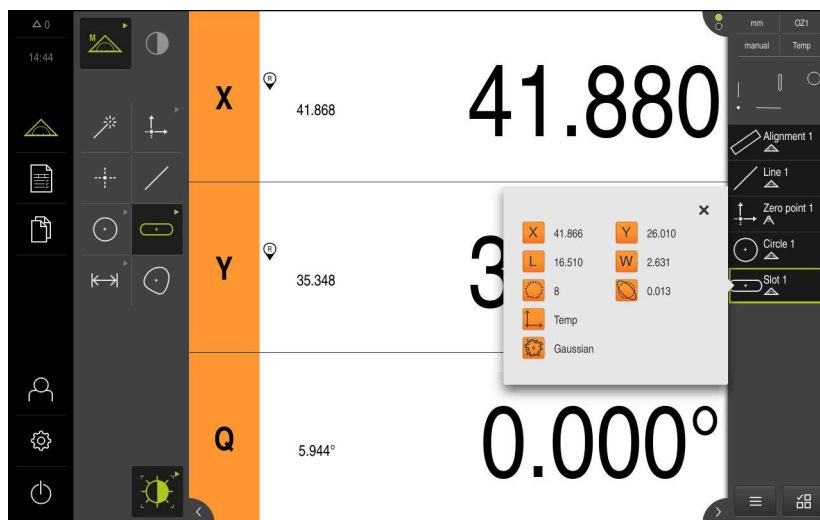 0
14:44
M
X
R
41.868
41.880
Y
R
35.348
3
Q
5.944°
0.000°
X 41.866 Y 26.010
L 16.510 W 2.631
8 0.013
Temp
Gaussian
mm OZ1
manual Temp
Alignment 1
Line 1
Zero point 1
Circle 1
Slot 1